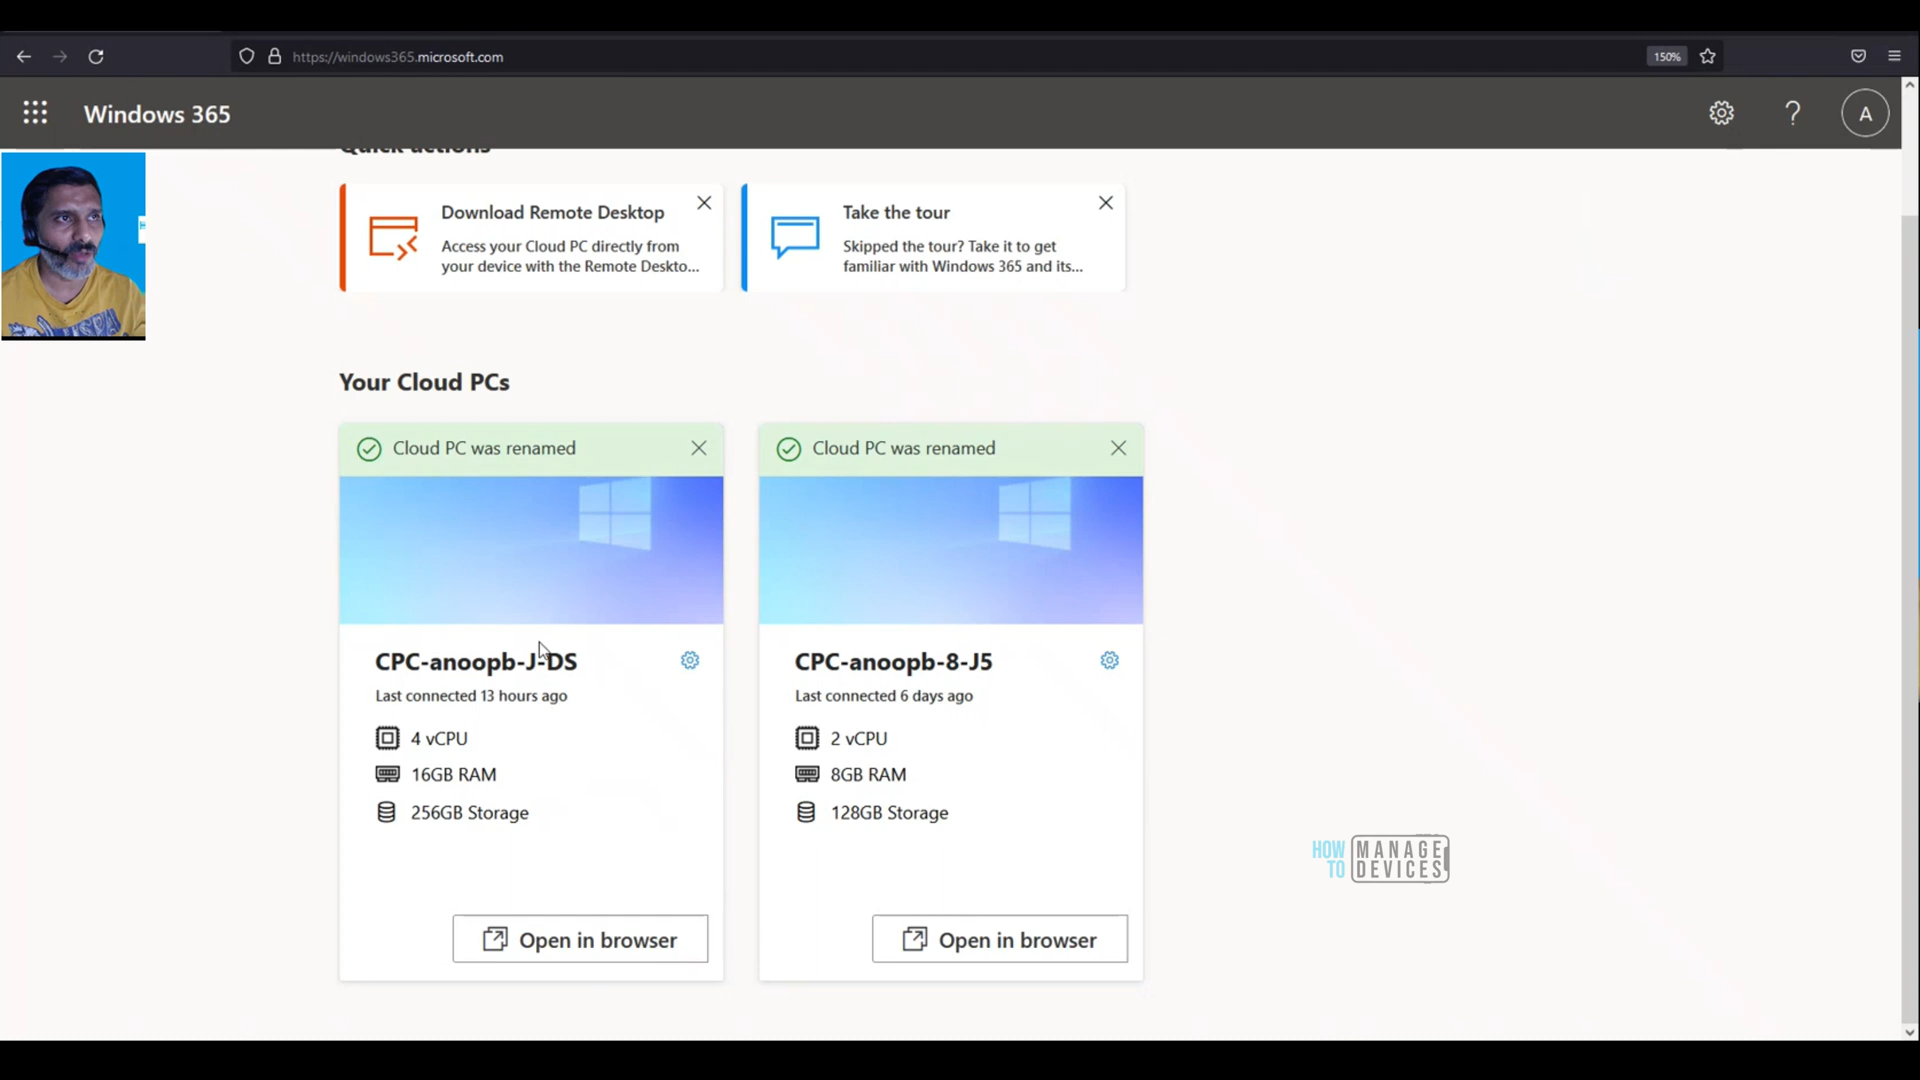 https://windows365.microsoft.com
150%
Windows 365
A
Quick actions
Download Remote Desktop
Access your Cloud PC directly from
your device with the Remote Deskto...
Take the tour
Skipped the tour? Take it to get
familiar with Windows 365 and its...
Your Cloud PCs
Cloud PC was renamed
CPC-anoopb-J-DS
Last connected 13 hours ago
4 vCPU
16GB RAM
256GB Storage
Open in browser
Cloud PC was renamed
CPC-anoopb-8-J5
Last connected 6 days ago
2 vCPU
8GB RAM
128GB Storage
Open in browser
HOW TO
MANAGE
DEVICES